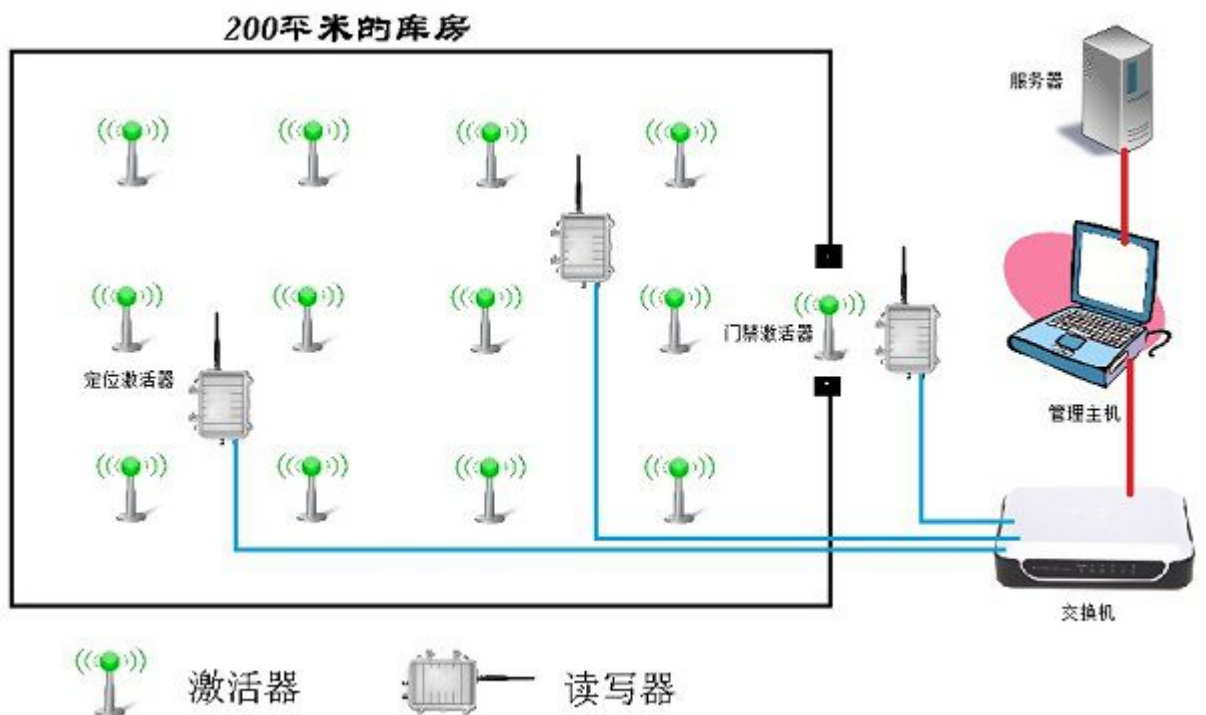 200平米的库房
服务器
门禁激活器
定位激活器
管理主机
交换机
激活器
读写器